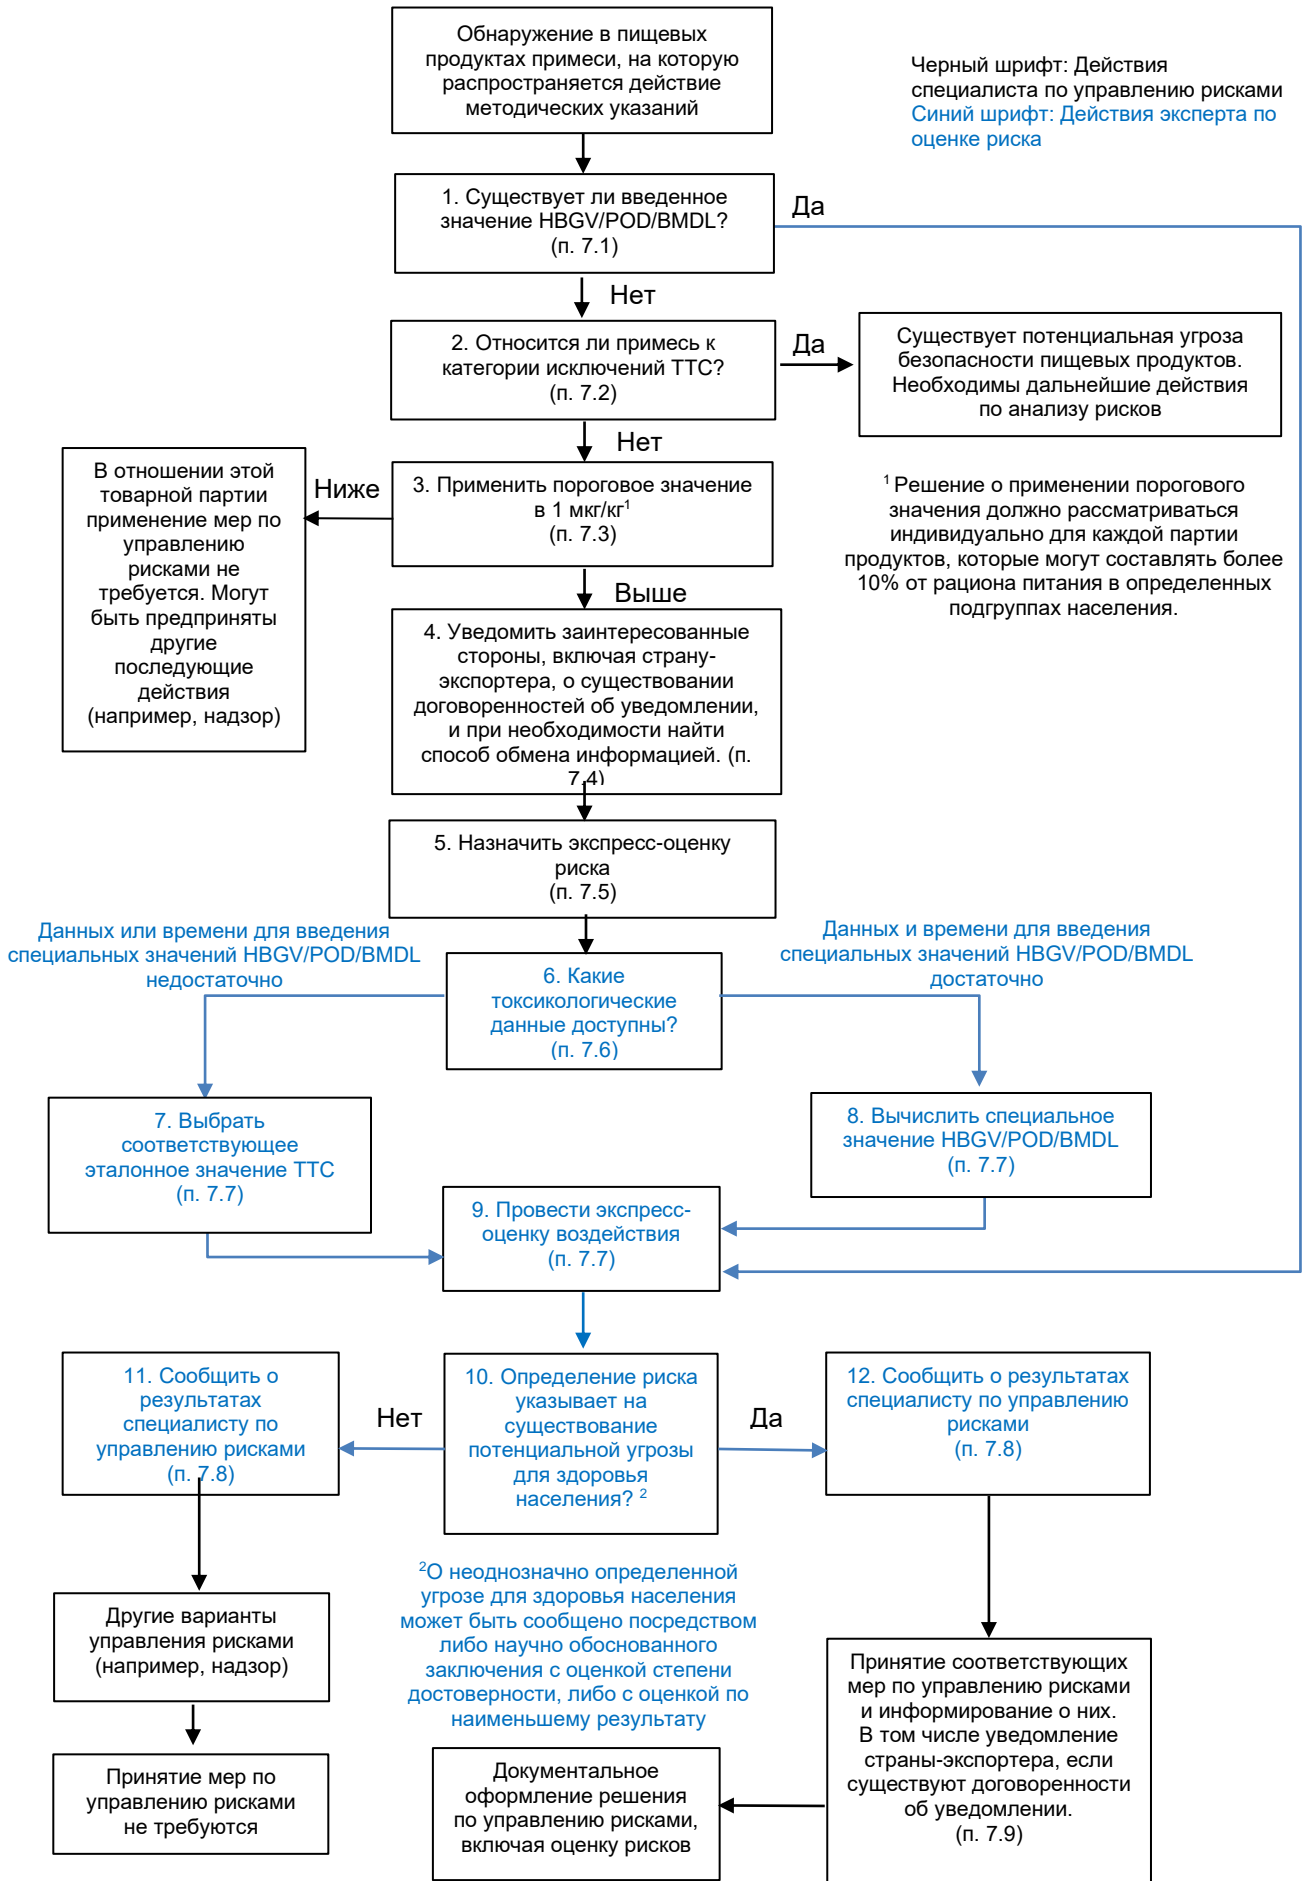 Обнаружение в пищевых
продуктах примеси, на которую
распространяется действие
методических указаний
Черный шрифт: Действия
специалиста по управлению рисками
Синий шрифт: Действия эксперта по
оценке риска
1. Существует ли введенное
значение HBGV/POD/BMDL?
(п. 7.1)
Да
Нет
2. Относится ли примесь к
категории исключений ТТС?
(п. 7.2)
Да
Существует потенциальная угроза
безопасности пищевых продуктов.
Необходимы дальнейшие действия
по анализу рисков
Нет
3. Применить пороговое значение
в 1 мкг/кг¹
(п. 7.3)
Ниже
В отношении этой
товарной партии
применение мер по
управлению
рисками не
требуется. Могут
быть предприняты
другие
последующие
действия
(например, надзор)
¹ Решение о применении порогового
значения должно рассматриваться
индивидуально для каждой партии
продуктов, которые могут составлять более
10% от рациона питания в определенных
подгруппах населения.
Выше
4. Уведомить заинтересованные
стороны, включая страну-
экспортера, о существовании
договоренностей об уведомлении,
и при необходимости найти
способ обмена информацией. (п.
7.4)
5. Назначить экспресс-оценку
риска
(п. 7.5)
Данных или времени для введения
специальных значений HBGV/POD/BMDL
недостаточно
Данных и времени для введения
специальных значений HBGV/POD/BMDL
достаточно
6. Какие
токсикологические
данные доступны?
(п. 7.6)
7. Выбрать
соответствующее
эталонное значение ТТС
(п. 7.7)
8. Вычислить специальное
значение HBGV/POD/BMDL
(п. 7.7)
9. Провести экспресс-
оценку воздействия
(п. 7.7)
10. Определение риска
указывает на
существование
потенциальной угрозы
для здоровья
населения? ²
Нет
Да
11. Сообщить о
результатах
специалисту по
управлению рисками
(п. 7.8)
12. Сообщить о результатах
специалисту по управлению
рисками
(п. 7.8)
²О неоднозначно определенной
угрозе для здоровья населения
может быть сообщено посредством
либо научно обоснованного
заключения с оценкой степени
достоверности, либо с оценкой по
наименьшему результату
Другие варианты
управления рисками
(например, надзор)
Принятие мер по
управлению рисками
не требуются
Принятие соответствующих
мер по управлению рисками
и информирование о них.
В том числе уведомление
страны-экспортера, если
существуют договоренности
об уведомлении.
(п. 7.9)
Документальное
оформление решения
по управлению рисками,
включая оценку рисков